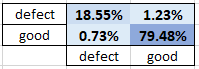 defect 18.55% 1.23%
good 0.73% 79.48%
defect good